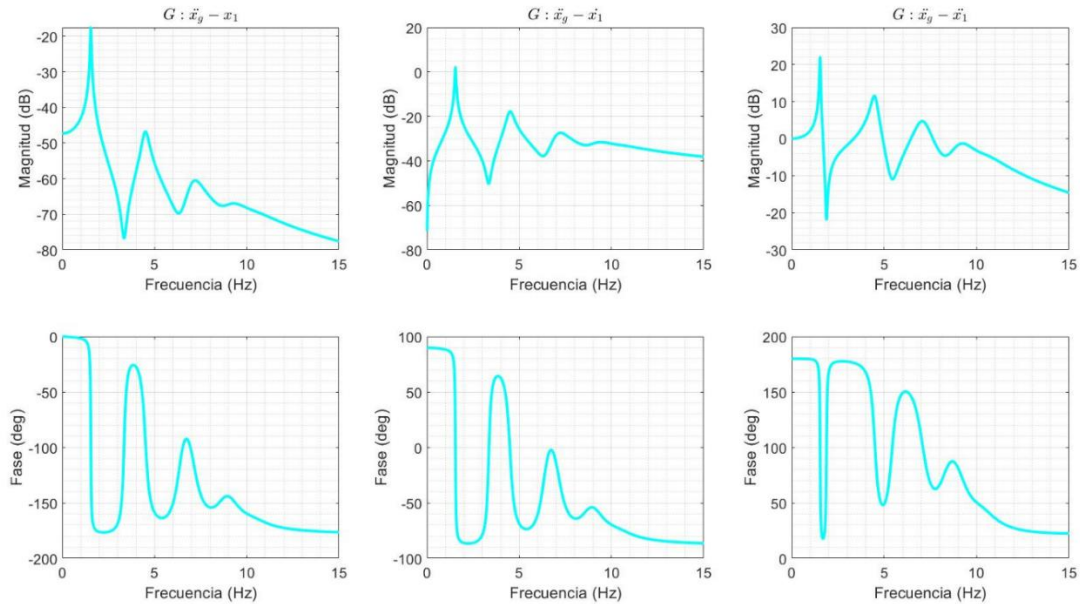 G : ẍg − x1
G : ẍg − ẋ1
G : ẍg − ẍ1
Magnitud (dB)
-20
-30
-40
-50
-60
-70
-80
0 5 10 15
Frecuencia (Hz)
Magnitud (dB)
20
0
-20
-40
-60
-80
0 5 10 15
Frecuencia (Hz)
Magnitud (dB)
30
20
10
0
-10
-20
-30
0 5 10 15
Frecuencia (Hz)
Fase (deg)
0
-50
-100
-150
-200
0 5 10 15
Frecuencia (Hz)
Fase (deg)
100
50
0
-50
-100
0 5 10 15
Frecuencia (Hz)
Fase (deg)
200
150
100
50
0
0 5 10 15
Frecuencia (Hz)